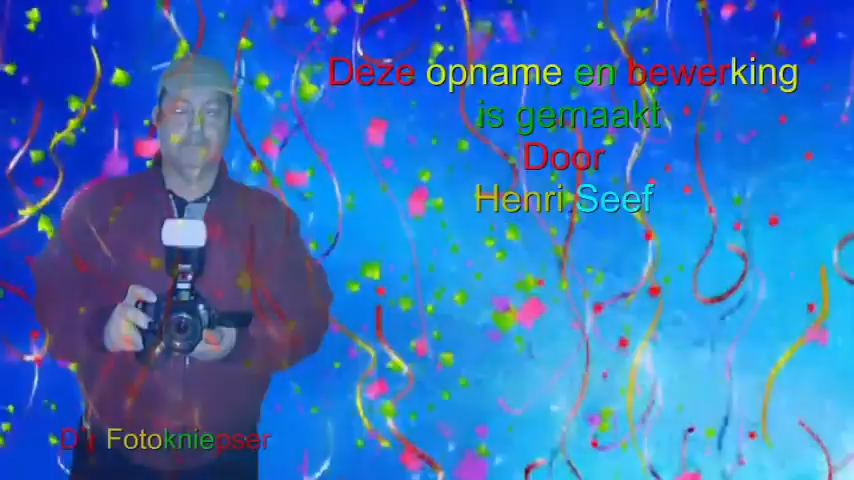 Deze opname en bewerking
is gemaakt
Door
Henri Seef
D'r Fotokniepser